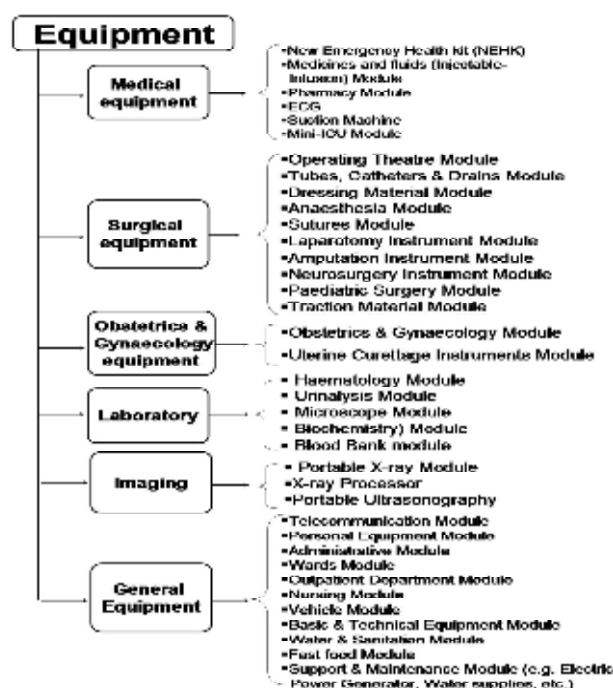 Equipment
Medical
equipment
▪New Emergency Health kit (NEHK)
▪Medicines and fluids (Injectable-
Infusion) Module
▪Pharmacy Module
▪ECG
▪Suction Machine
▪Mini-ICU Module
Surgical
equipment
▪Operating Theatre Module
▪Tubes, Catheters & Drains Module
▪Dressing Material Module
▪Anaesthesia Module
▪Sutures Module
▪Laparotomy Instrument Module
▪Amputation Instrument Module
▪Neurosurgery Instrument Module
▪Paediatric Surgery Module
▪Traction Material Module
Obstetrics &
Gynaecology
equipment
▪Obstetrics & Gynaecology Module
▪Uterine Curettage Instruments Module
Laboratory
▪ Haematology Module
▪ Urinalysis Module
▪ Microscope Module
▪ Biochemistry) Module
▪ Blood Bank module
Imaging
▪ Portable X-ray Module
▪X-ray Processor
▪Portable Ultrasonography
General
Equipment
▪Telecommunication Module
▪Personal Equipment Module
▪Administrative Module
▪Wards Module
▪Outpatient Department Module
▪Nursing Module
▪Vehicle Module
▪Basic & Technical Equipment Module
▪Water & Sanitation Module
▪Fast food Module
▪Support & Maintenance Module (e.g. Electric
Power Generator, Water supplies, etc.)